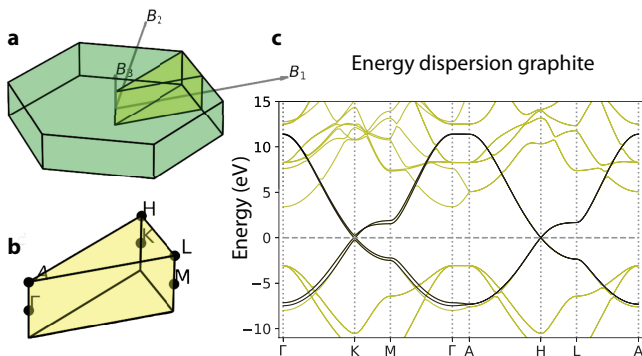 a
B₂
B₃
B₁
b
H
K
L
A
M
Γ
c
Energy dispersion graphite
Energy (eV)
15
10
5
0
−5
−10
Γ K M Γ A H L A